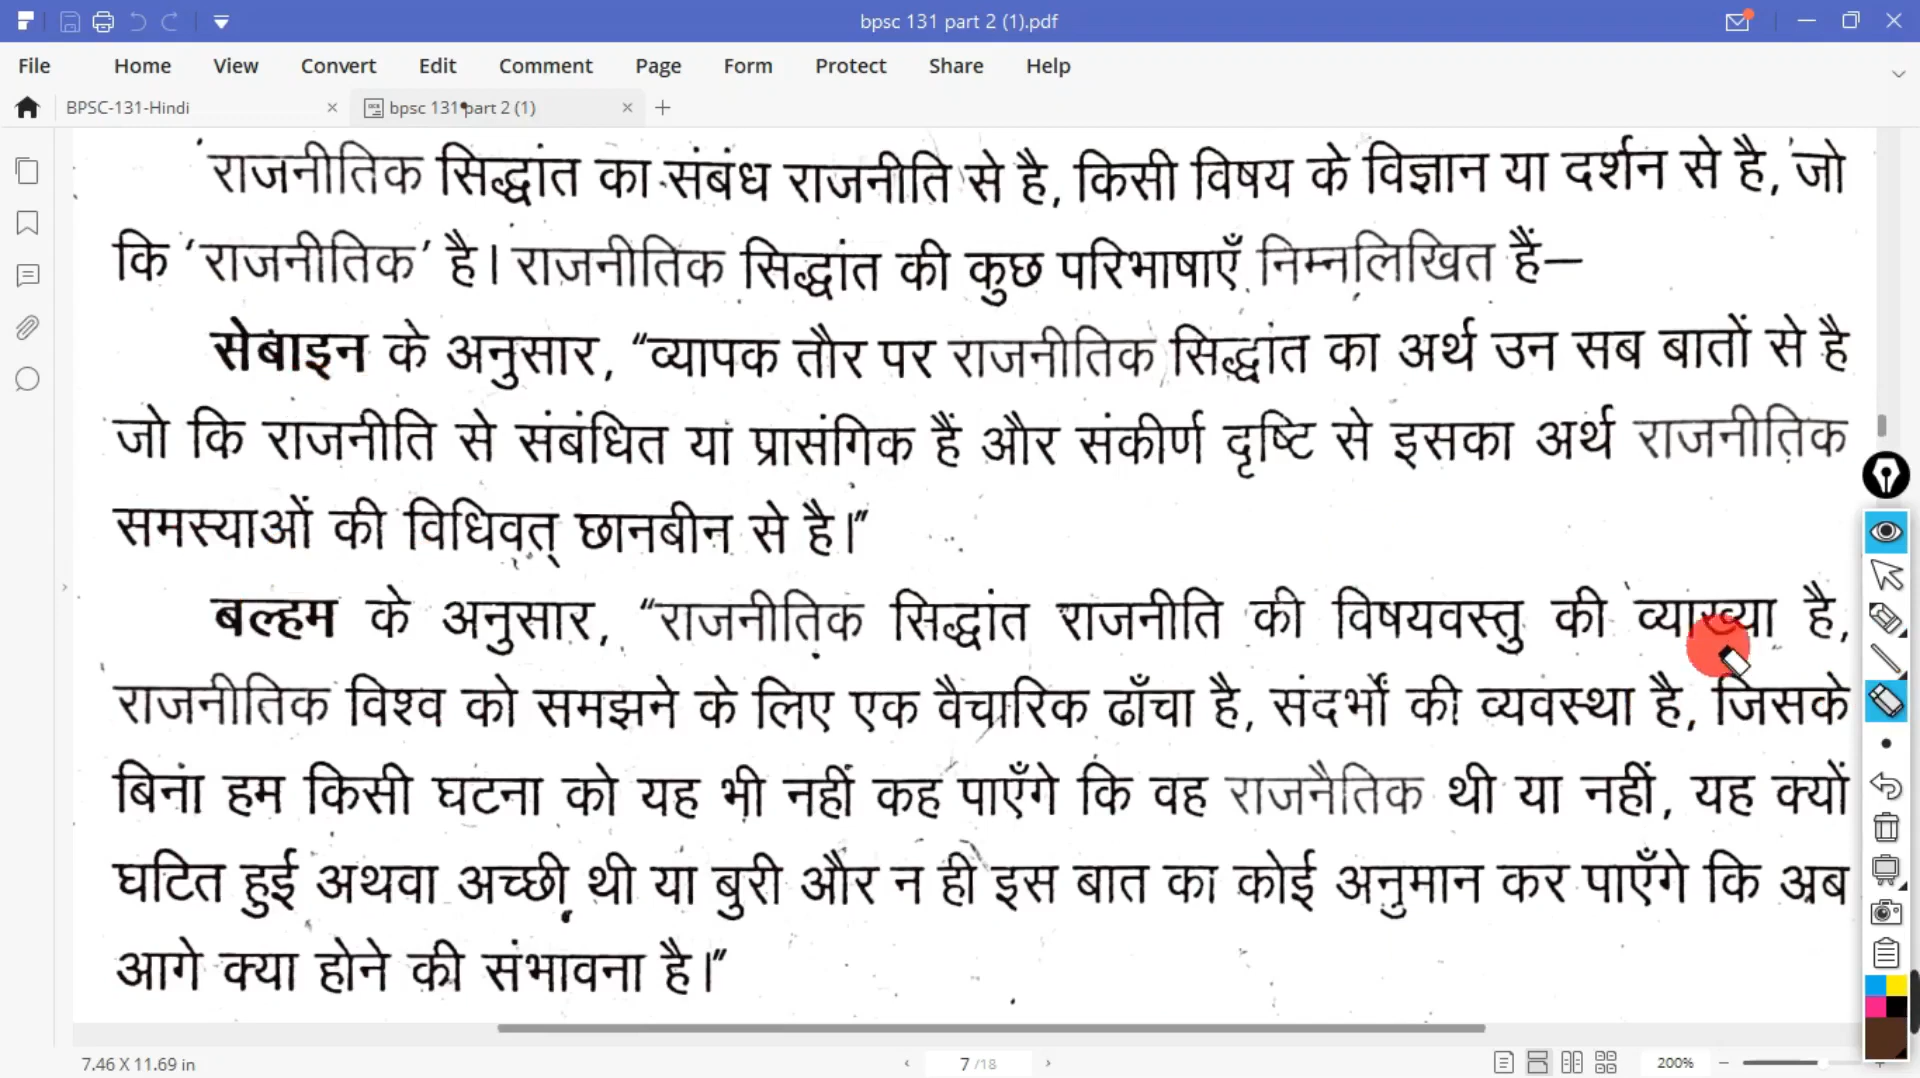 bpsc 131 part 2 (1).pdf
File Home View Convert Edit Comment Page Form Protect Share Help
BPSC-131-Hindi bpsc 131 part 2 (1)
राजनीतिक सिद्धांत का संबंध राजनीति से है, किसी विषय के विज्ञान या दर्शन से है, जो
कि ‘राजनीतिक’ है। राजनीतिक सिद्धांत की कुछ परिभाषाएँ निम्नलिखित हैं—
सेबाइन के अनुसार, “व्यापक तौर पर राजनीतिक सिद्धांत का अर्थ उन सब बातों से है
जो कि राजनीति से संबंधित या प्रासंगिक हैं और संकीर्ण दृष्टि से इसका अर्थ राजनीतिक
समस्याओं की विधिवत् छानबीन से है।”
बल्हम के अनुसार, “राजनीतिक सिद्धांत राजनीति की विषयवस्तु की व्याख्या है,
राजनीतिक विश्व को समझने के लिए एक वैचारिक ढाँचा है, संदर्भों की व्यवस्था है, जिसके
बिना हम किसी घटना को यह भी नहीं कह पाएँगे कि वह राजनैतिक थी या नहीं, यह क्यों
घटित हुई अथवा अच्छी थी या बुरी और न ही इस बात का कोई अनुमान कर पाएँगे कि अब
आगे क्या होने की संभावना है।”
7.46 X 11.69 in 7 /18 200%